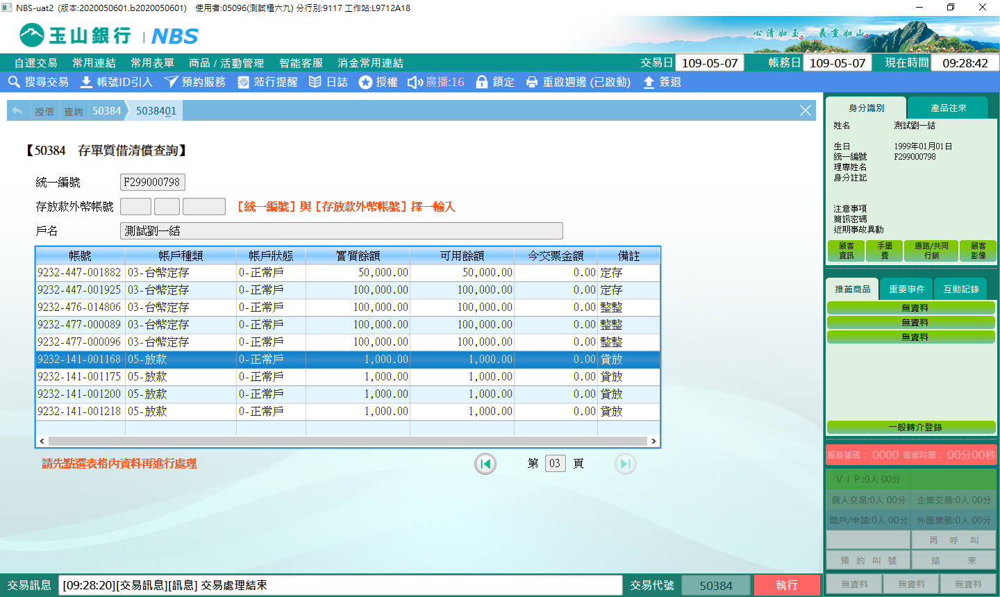 NBS-uat2 (版本:2020050601.b2020050601) 使用者:05096(測試櫃六九) 分行別:9117 工作站:L9712A18
玉山銀行 | NBS
心清如玉。義重如山。
自選交易 常用連結 常用表單 商品 / 活動管理 智能客服 消金常用連結 交易日 109-05-07 帳務日 109-05-07 現在時間 09:28:42
搜尋交易 帳號ID引入 預約服務 蒞行提醒 日誌 授權 廣播:16 鎖定 重啟週邊 (已啟動) 簽退
授信 查詢 50384 5038401
【50384 存單質借清償查詢】
統一編號 F299000798
存放款外幣帳號 【統一編號】與【存放款外幣帳號】擇一輸入
戶名 測試劉一結
帳號 帳戶種類 帳戶狀態 實質餘額 可用餘額 今交票金額 備註
9232-447-001882 03-台幣定存 0-正常戶 50,000.00 50,000.00 0.00 定存
9232-447-001925 03-台幣定存 0-正常戶 100,000.00 100,000.00 0.00 定存
9232-476-014806 03-台幣定存 0-正常戶 100,000.00 100,000.00 0.00 整整
9232-477-000089 03-台幣定存 0-正常戶 100,000.00 100,000.00 0.00 整整
9232-477-000096 03-台幣定存 0-正常戶 100,000.00 100,000.00 0.00 整整
9232-141-001168 05-放款 0-正常戶 1,000.00 1,000.00 0.00 貸放
9232-141-001175 05-放款 0-正常戶 1,000.00 1,000.00 0.00 貸放
9232-141-001200 05-放款 0-正常戶 1,000.00 1,000.00 0.00 貸放
9232-141-001218 05-放款 0-正常戶 1,000.00 1,000.00 0.00 貸放
請先點選表格內資料再進行處理 第 03 頁
交易訊息 [09:28:20][交易訊息][訊息] 交易處理結束 交易代號 50384 執行
身分識別 產品往來
姓名 測試劉一結
生日 1999年01月01日
統一編號 F299000798
理專姓名
身分註記
注意事項
簡訊密碼
近期事故異動
顧客資訊 手續費 通路/共同行銷 顧客影像
推薦商品 重要事件 互動記錄
無資料
無資料
無資料
一般轉介登錄
服務號碼: 0000 等候時間: 00分00秒
VIP:0人 00分
個人交易:0人 00分 企業交易:0人 00分
開戶/申請:0人 00分 外匯業務:0人 00分
再 呼 叫
預 約 叫 號 結 束
無資料 無資料 無資料